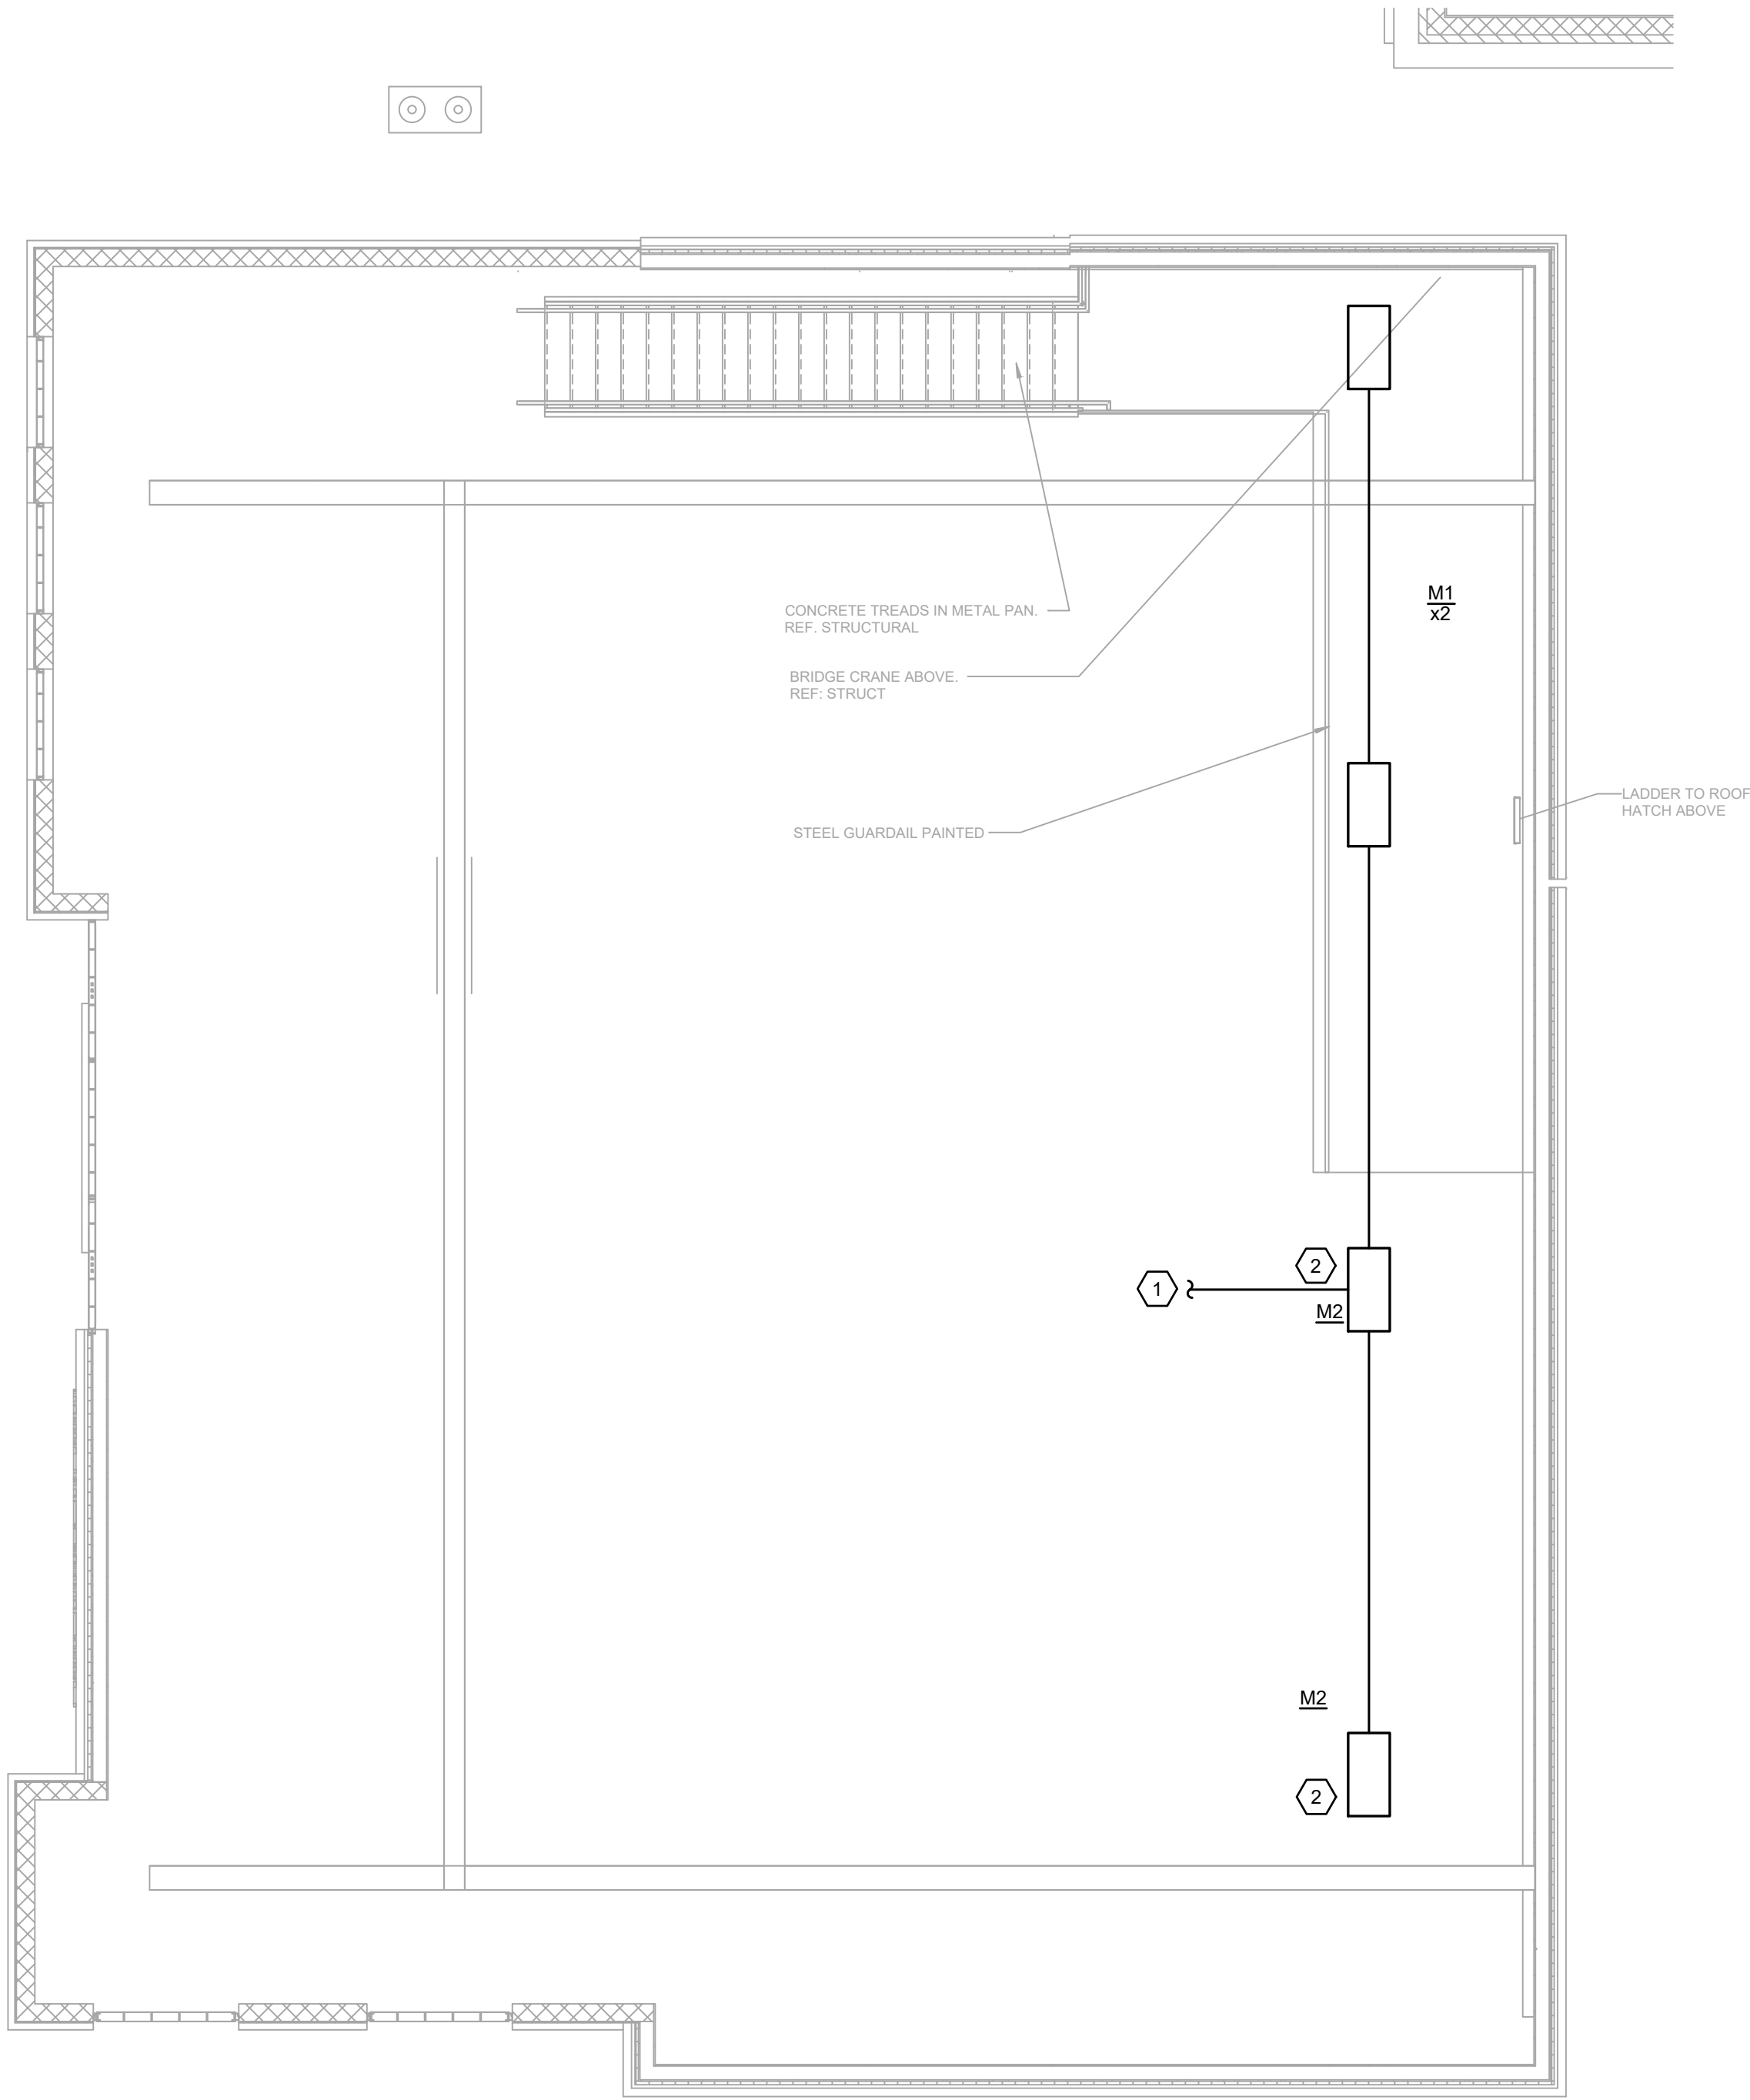 M1
x2
CONCRETE TREADS IN METAL PAN.
REF. STRUCTURAL
BRIDGE CRANE ABOVE.
REF: STRUCT
LADDER TO ROOF
HATCH ABOVE
STEEL GUARDAIL PAINTED
2
1
M2
M2
2